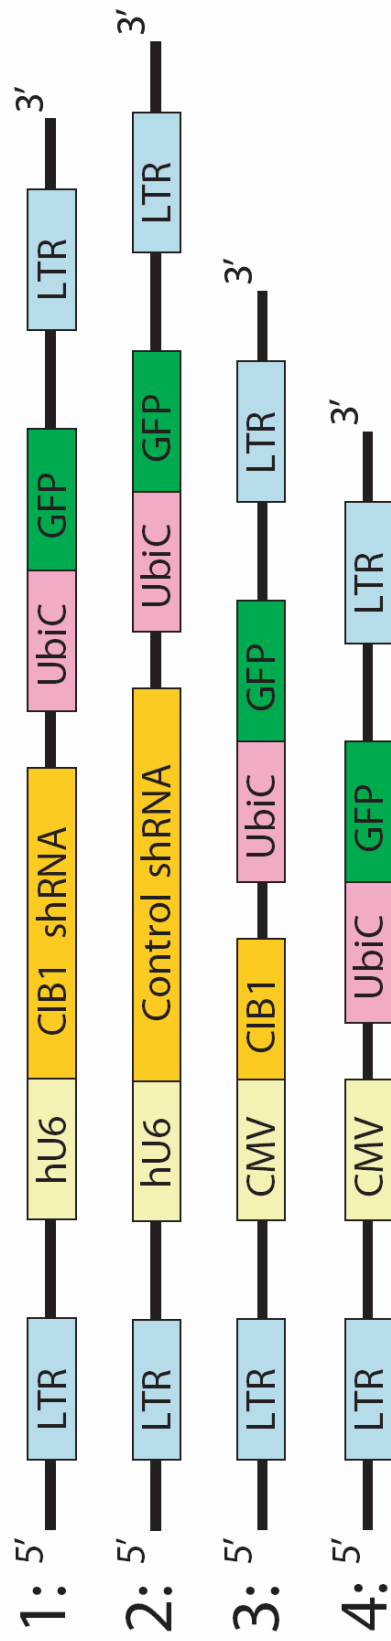 1: 5′ LTR hU6 CIB1 shRNA UbiC GFP LTR 3′
2: 5′ LTR hU6 Control shRNA UbiC GFP LTR 3′
3: 5′ LTR CMV CIB1 UbiC GFP LTR 3′
4: 5′ LTR CMV UbiC GFP LTR 3′